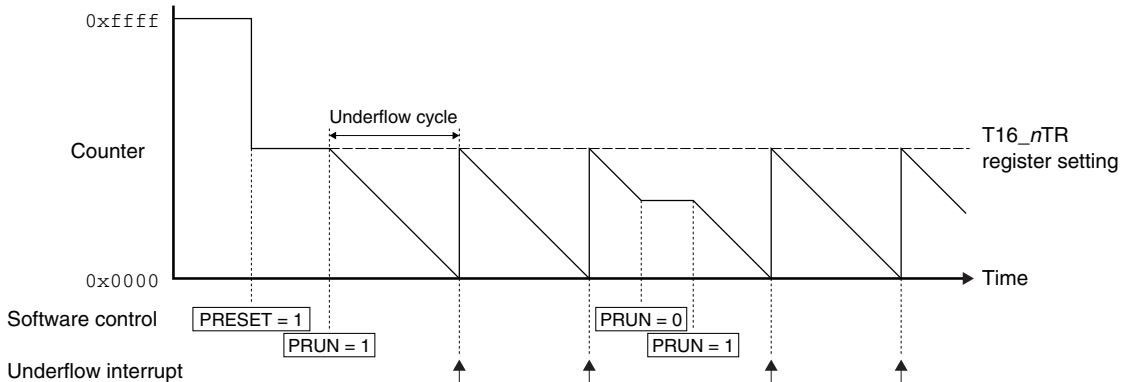 0xffff
Underflow cycle
Counter
T16_nTR
register setting
0x0000
Time
Software control
PRESET = 1
PRUN = 0
PRUN = 1
PRUN = 1
Underflow interrupt